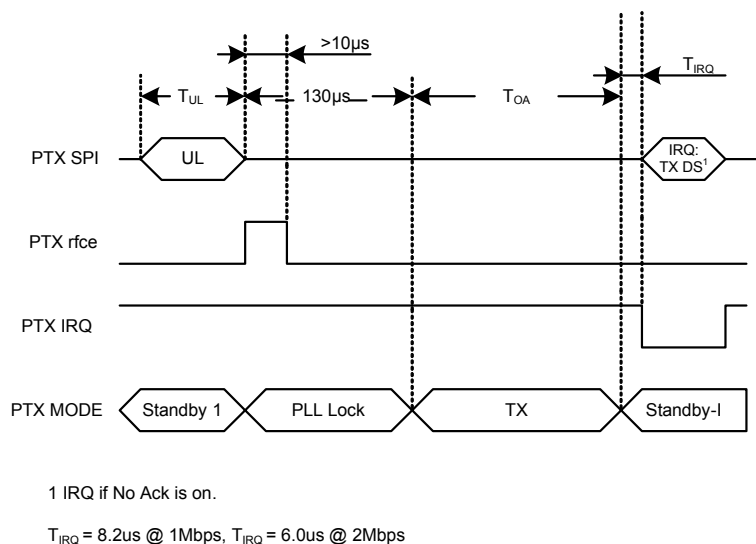 >10µs
T_IRQ
T_UL 130µs T_OA
PTX SPI UL IRQ: TX DS¹
PTX rfce
PTX IRQ
PTX MODE Standby 1 PLL Lock TX Standby-I
1 IRQ if No Ack is on.
T_IRQ = 8.2us @ 1Mbps, T_IRQ = 6.0us @ 2Mbps